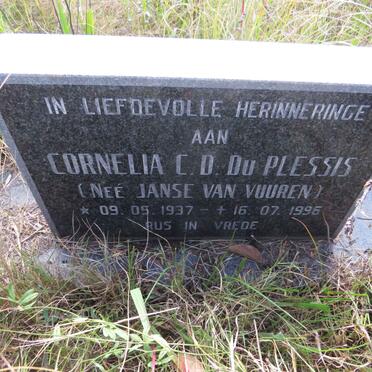 IN LIEFDEVOLLE HERINNERINGE
AAN
CORNELIA C.D. DU PLESSIS
(NEÉ JANSE VAN VUUREN)
* 09.05.1937 - † 16.07.1996
RUS IN VREDE